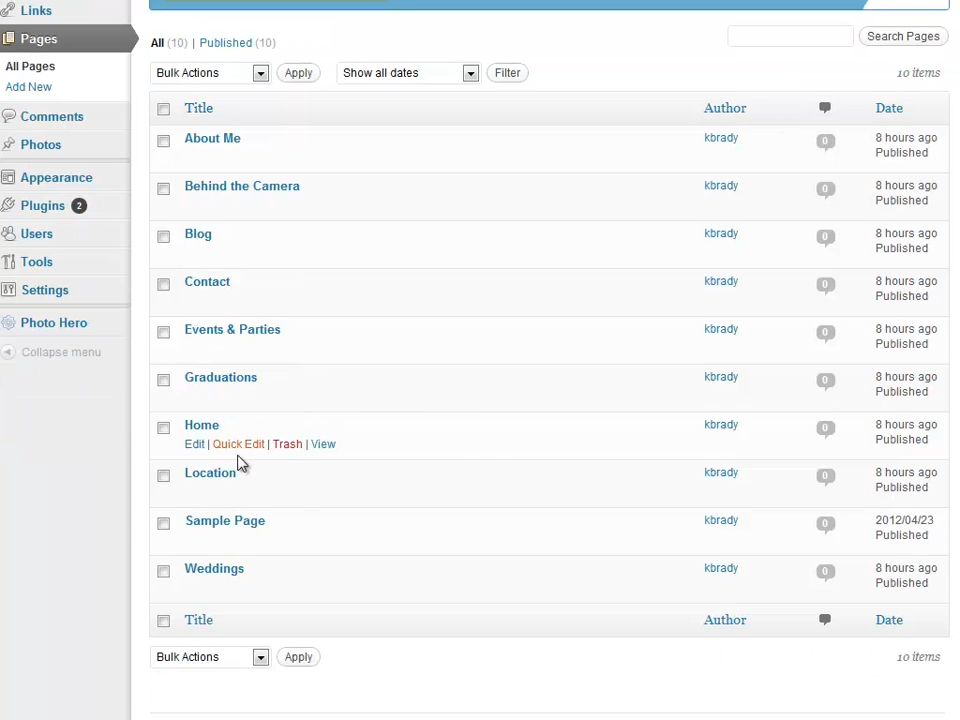 Links
Pages
All Pages
Add New
Comments
Photos
Appearance
Plugins 2
Users
Tools
Settings
Photo Hero
Collapse menu
All (10) | Published (10)
Search Pages
Bulk Actions Apply Show all dates Filter 10 items
Title Author Date
About Me kbrady 0 8 hours ago
Published
Behind the Camera kbrady 0 8 hours ago
Published
Blog kbrady 0 8 hours ago
Published
Contact kbrady 0 8 hours ago
Published
Events & Parties kbrady 0 8 hours ago
Published
Graduations kbrady 0 8 hours ago
Published
Home kbrady 0 8 hours ago
Edit | Quick Edit | Trash | View Published
Location kbrady 0 8 hours ago
Published
Sample Page kbrady 0 2012/04/23
Published
Weddings kbrady 0 8 hours ago
Published
Title Author Date
Bulk Actions Apply 10 items